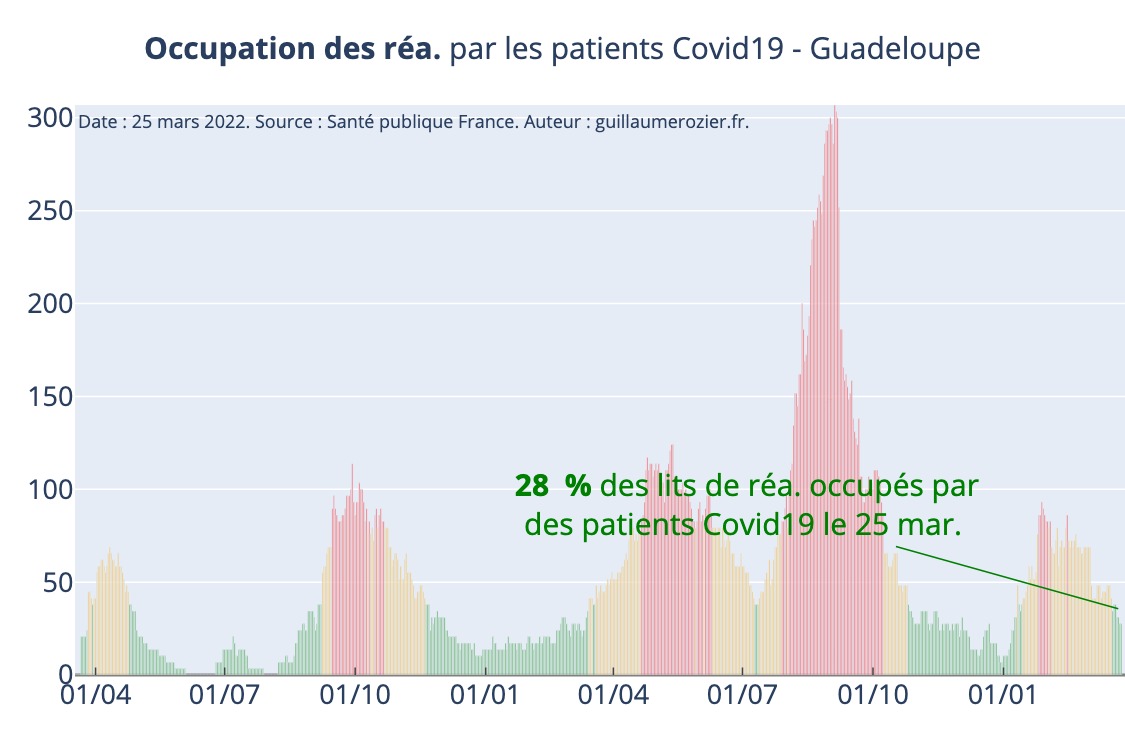 Occupation des réa. par les patients Covid19 - Guadeloupe
300
Date : 25 mars 2022. Source : Santé publique France. Auteur : guillaumerozier.fr.
250
200
150
100
28  % des lits de réa. occupés par
des patients Covid19 le 25 mar.
50
0
01/04 01/07 01/10 01/01 01/04 01/07 01/10 01/01